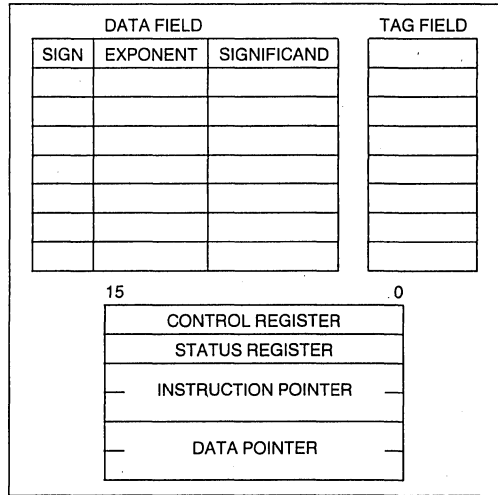 DATA FIELD TAG FIELD
SIGN EXPONENT SIGNIFICAND
15 0
CONTROL REGISTER
STATUS REGISTER
INSTRUCTION POINTER
DATA POINTER